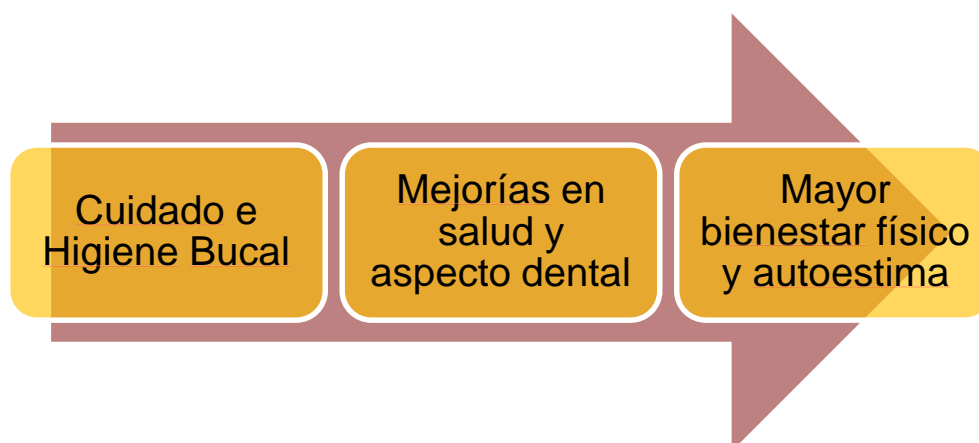 Cuidado e
Higiene Bucal
Mejorías en
salud y
aspecto dental
Mayor
bienestar físico
y autoestima